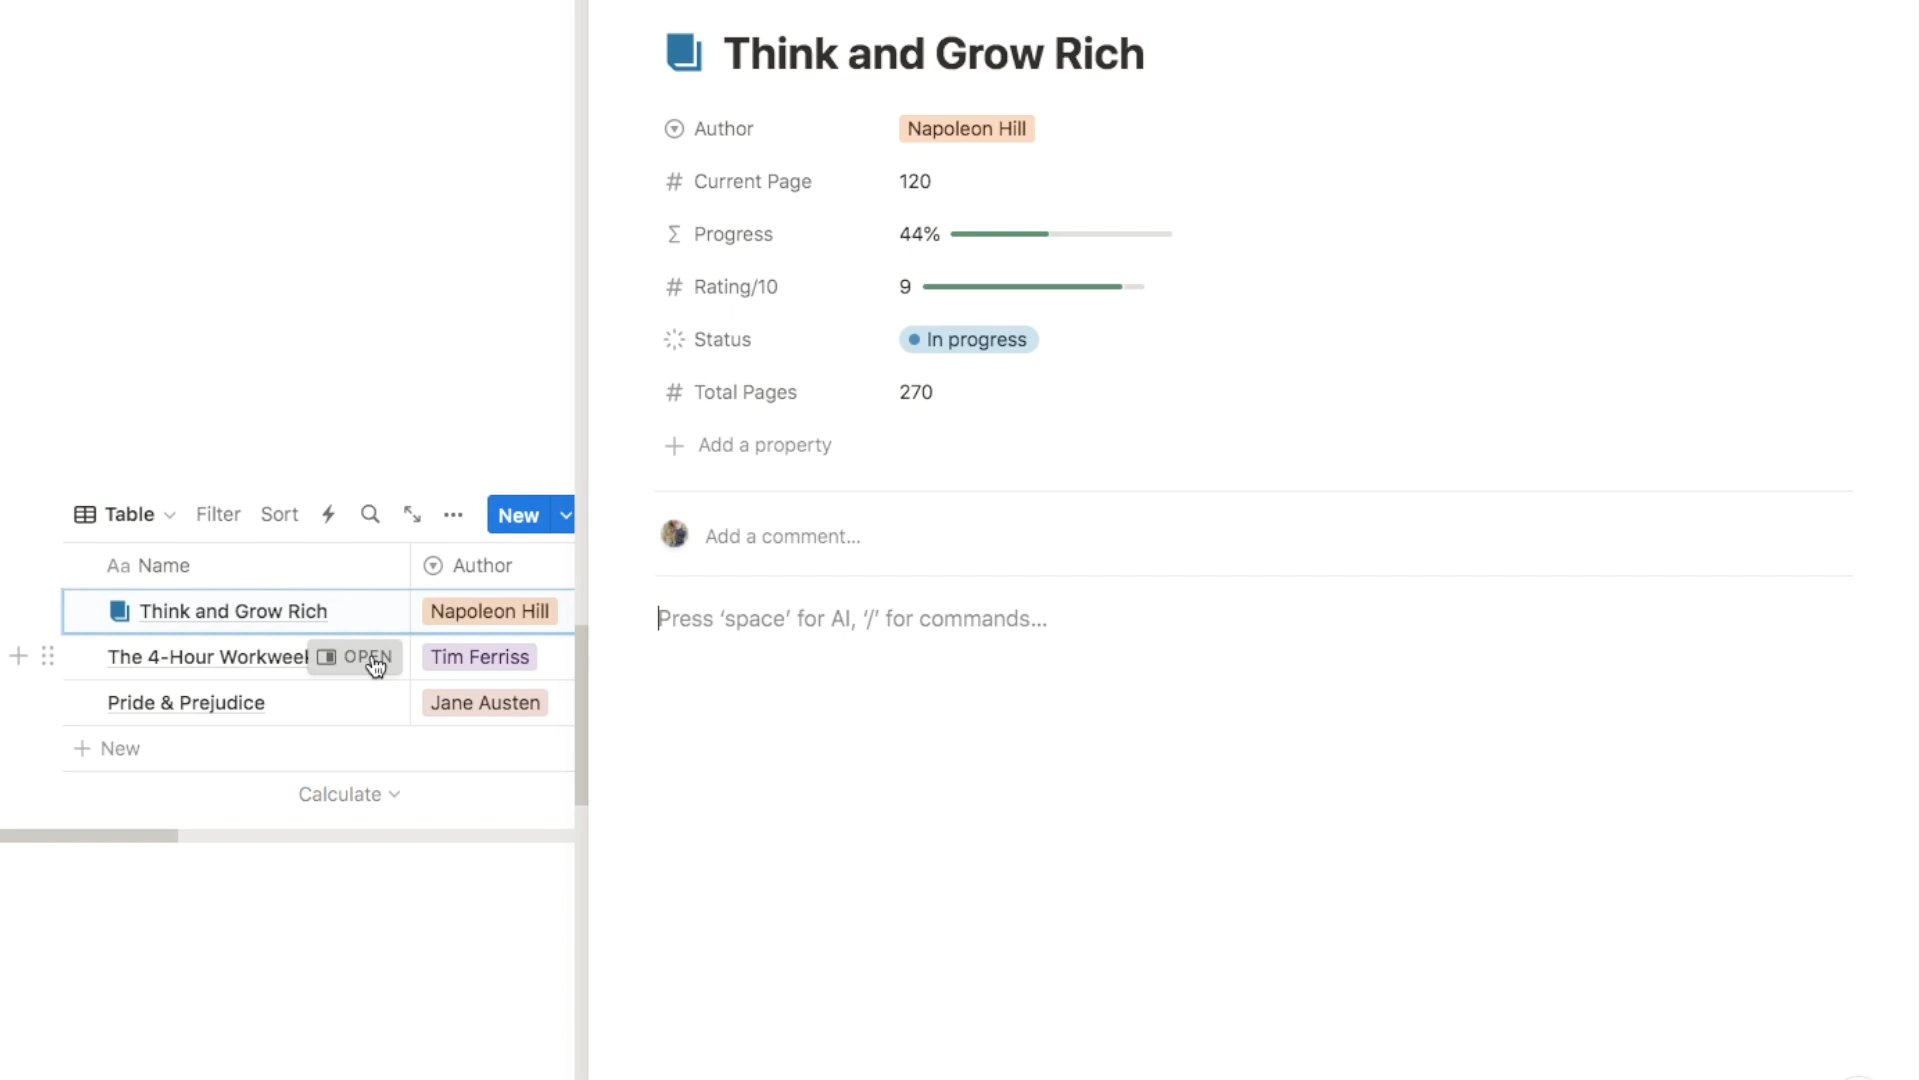 Think and Grow Rich
Author Napoleon Hill
# Current Page 120
Σ Progress 44%
# Rating/10 9
Status In progress
# Total Pages 270
+ Add a property
Add a comment...
Press ‘space’ for AI, ‘/’ for commands...
Table Filter Sort ••• New
Aa Name Author
Think and Grow Rich Napoleon Hill
The 4-Hour Workweek OPEN Tim Ferriss
Pride & Prejudice Jane Austen
+ New
Calculate